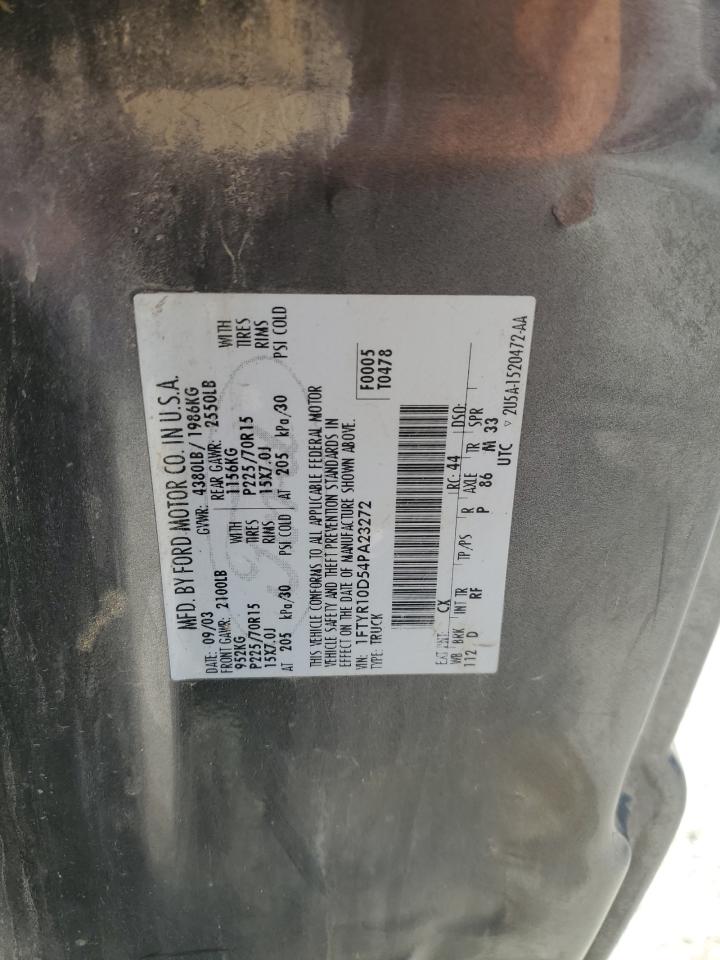 MFD. BY FORD MOTOR CO. IN U.S.A.
DATE: 09/03 GVWR: 4380LB / 1986KG
FRONT GAWR: 2100LB REAR GAWR: 2550LB
952KG WITH 1156KG WITH
P225/70R15 TIRES P225/70R15 TIRES
15X7.0J RIMS 15X7.0J RIMS
AT 205 kPa/30 PSI COLD AT 205 kPa/30 PSI COLD
THIS VEHICLE CONFORMS TO ALL APPLICABLE FEDERAL MOTOR
VEHICLE SAFETY AND THEFT PREVENTION STANDARDS IN
EFFECT ON THE DATE OF MANUFACTURE SHOWN ABOVE.
VIN: 1FTYR10D54PA23272
TYPE: TRUCK
F0005
T0478
EXT PNT: CX RC: 44 DSO:
WB BRK INT TR TP/PS R AXLE TR SPR
112 D RF P 86 M 33
UTC ▽ 2U5A-1520472-AA